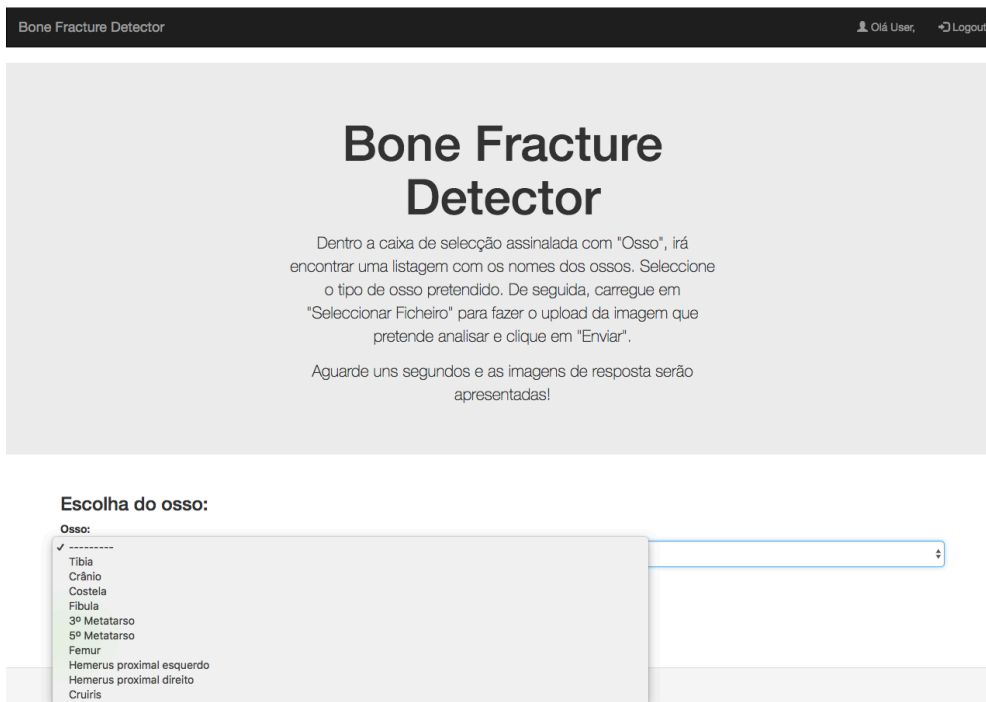 Bone Fracture Detector
Olá User,
Logout
Bone Fracture
Detector
Dentro a caixa de selecção assinalada com "Osso", irá
encontrar uma listagem com os nomes dos ossos. Seleccione
o tipo de osso pretendido. De seguida, carregue em
"Seleccionar Ficheiro" para fazer o upload da imagem que
pretende analisar e clique em "Enviar".
Aguarde uns segundos e as imagens de resposta serão
apresentadas!
Escolha do osso:
Osso:
✓ ---------
Tibia
Crânio
Costela
Fibula
3º Metatarso
5º Metatarso
Femur
Hemerus proximal esquerdo
Hemerus proximal direito
Cruiris